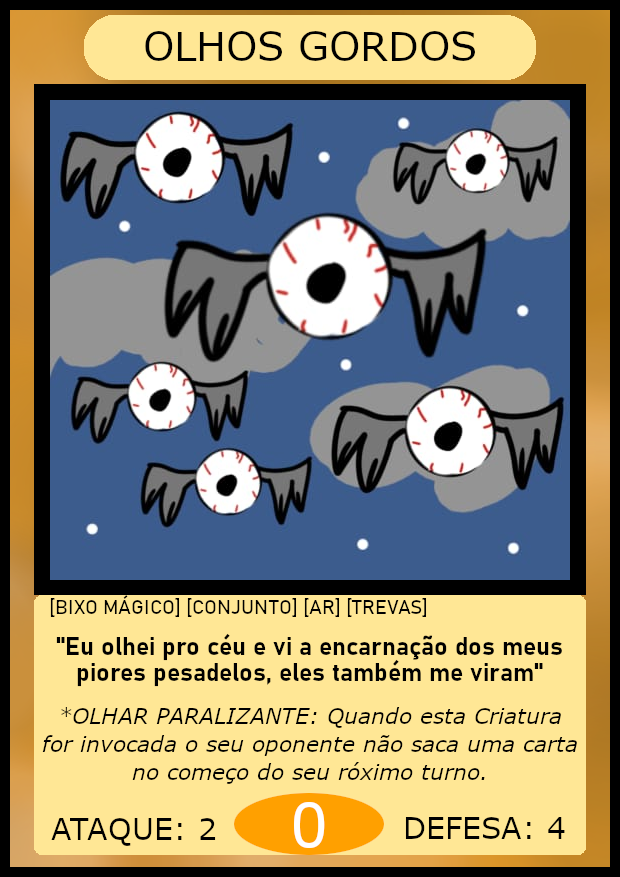 OLHOS GORDOS
[BIXO MÁGICO] [CONJUNTO] [AR] [TREVAS]
"Eu olhei pro céu e vi a encarnação dos meus
piores pesadelos, eles também me viram"
*OLHAR PARALIZANTE: Quando esta Criatura
for invocada o seu oponente não saca uma carta
no começo do seu róximo turno.
ATAQUE: 2 0 DEFESA: 4